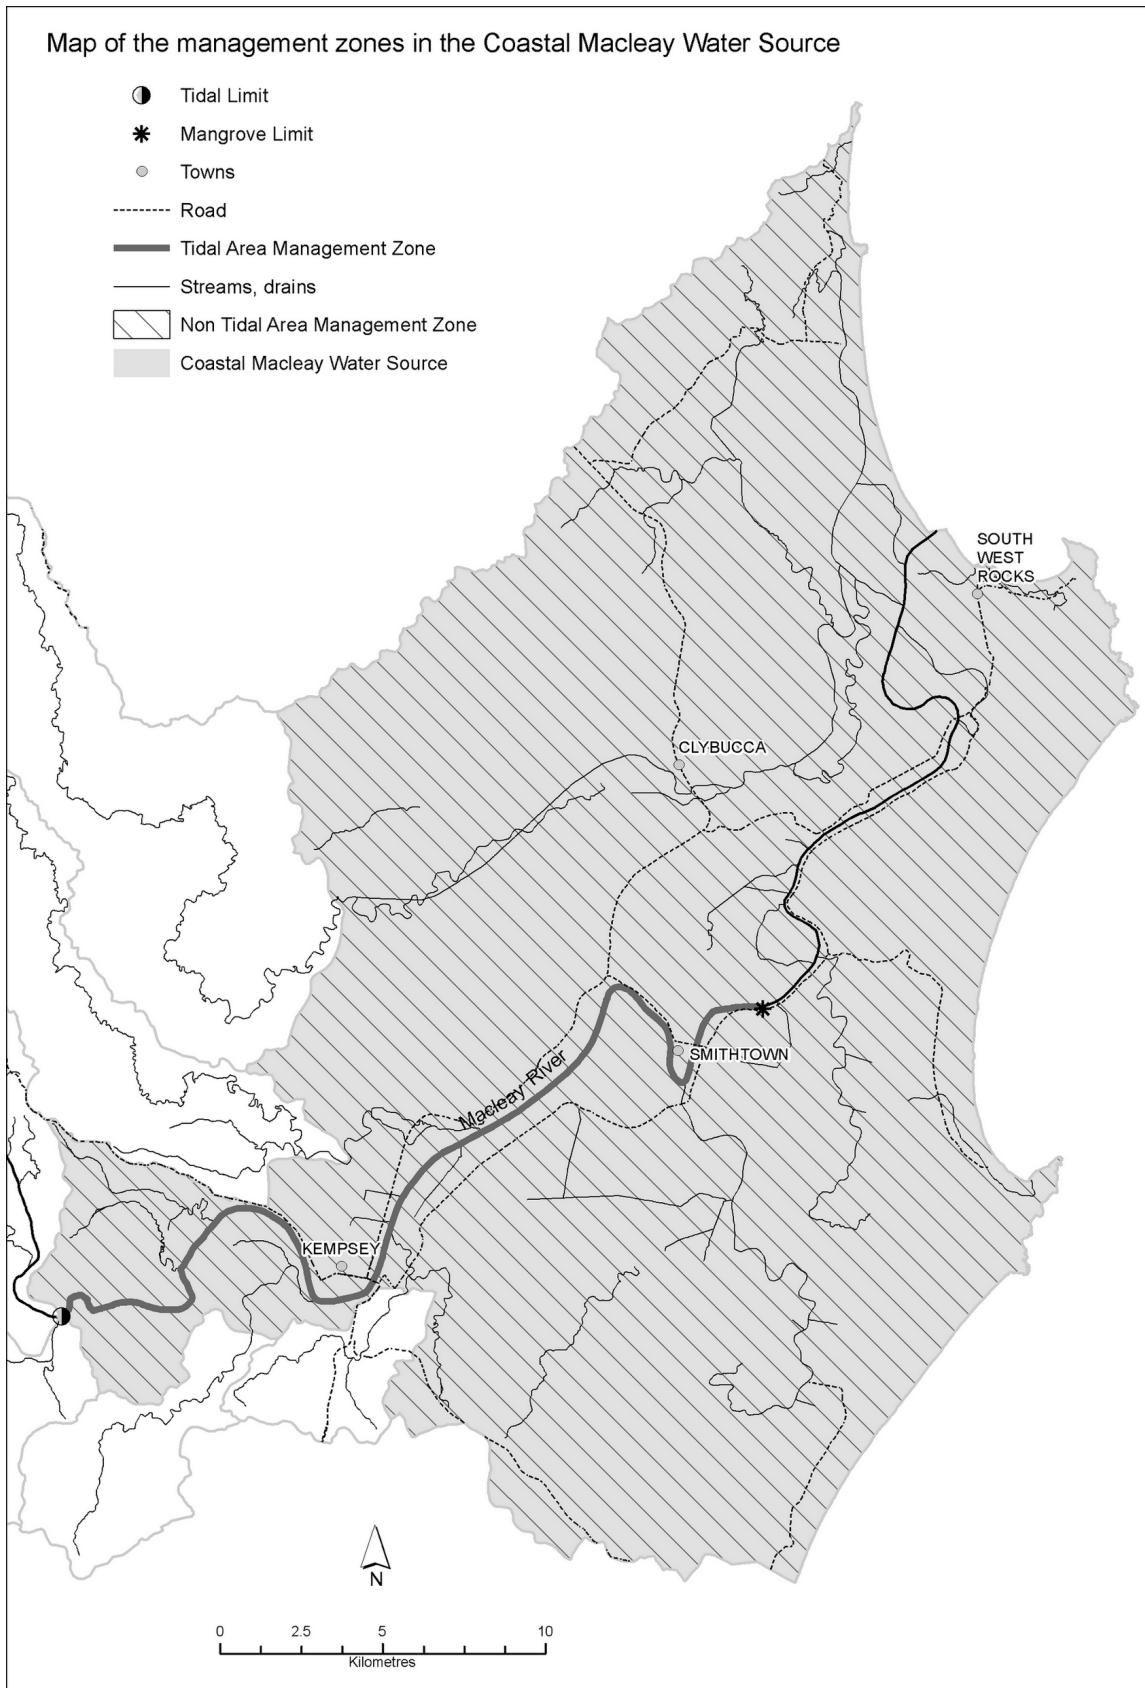 Map of the management zones in the Coastal Macleay Water Source
Tidal Limit
Mangrove Limit
Towns
Road
Tidal Area Management Zone
Streams, drains
Non Tidal Area Management Zone
Coastal Macleay Water Source
SOUTH
WEST
ROCKS
CLYBUCCA
SMITHTOWN
Macleay River
KEMPSEY
N
0 2.5 5 10
Kilometres